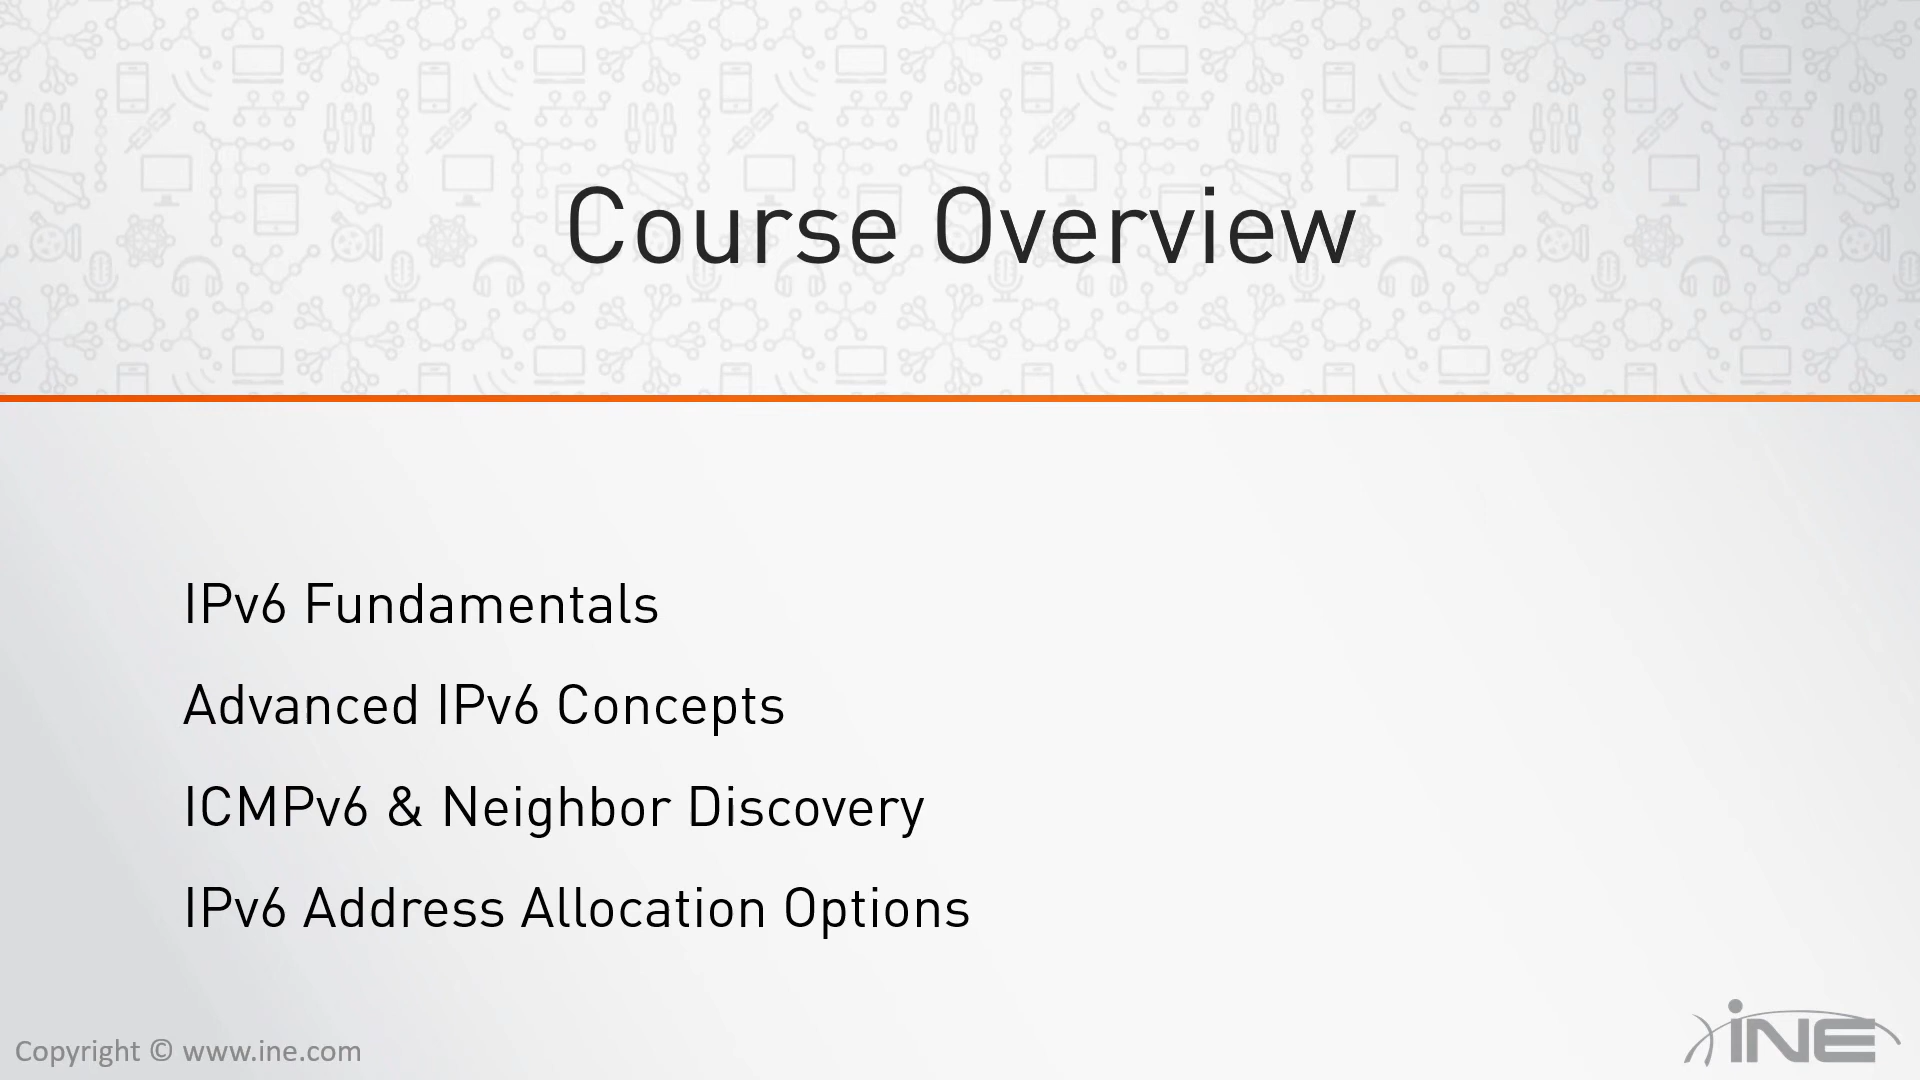 Course Overview
IPv6 Fundamentals
Advanced IPv6 Concepts
ICMPv6 & Neighbor Discovery
IPv6 Address Allocation Options
Copyright © www.ine.com
iNE